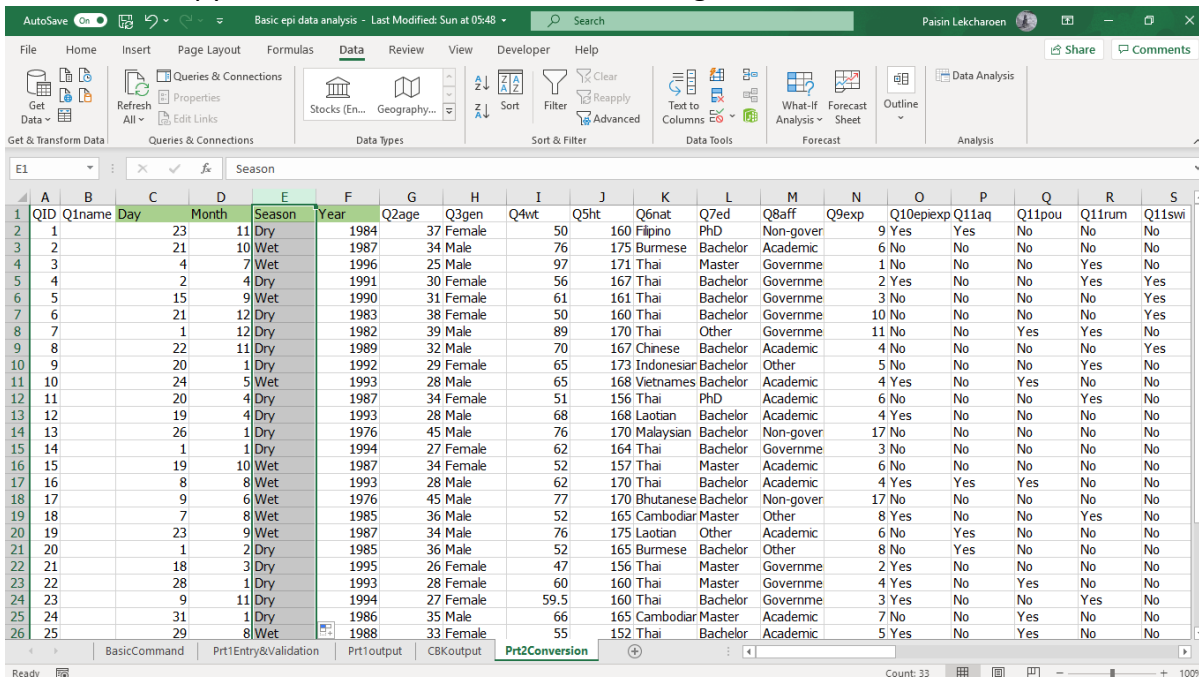 AutoSave On Basic epi data analysis - Last Modified: Sun at 05:48 Search Paisin Lekcharoen
File Home Insert Page Layout Formulas Data Review View Developer Help Share Comments
Get Data Refresh All Queries & Connections Properties Edit Links Stocks (En... Geography... Sort Filter Clear Reapply Advanced Text to Columns What-If Analysis Forecast Sheet Outline Data Analysis
Get & Transform Data Queries & Connections Data Types Sort & Filter Data Tools Forecast Analysis
E1 fx Season
A B C D E F G H I J K L M N O P Q R S
1 QID Q1name Day Month Season Year Q2age Q3gen Q4wt Q5ht Q6nat Q7ed Q8aff Q9exp Q10epiexp Q11aq Q11pou Q11rum Q11swi
2 1 23 11 Dry 1984 37 Female 50 160 Filipino PhD Non-gover 9 Yes Yes No No No
3 2 21 10 Wet 1987 34 Male 76 175 Burmese Bachelor Academic 6 No No No No No
4 3 4 7 Wet 1996 25 Male 97 171 Thai Master Governme 1 No No No Yes No
5 4 2 4 Dry 1991 30 Female 56 167 Thai Bachelor Governme 2 Yes No No Yes Yes
6 5 15 9 Wet 1990 31 Female 61 161 Thai Bachelor Governme 3 No No No No Yes
7 6 21 12 Dry 1983 38 Female 50 160 Thai Bachelor Governme 10 No No No No Yes
8 7 1 12 Dry 1982 39 Male 89 170 Thai Other Governme 11 No No Yes Yes No
9 8 22 11 Dry 1989 32 Male 70 167 Chinese Bachelor Academic 4 No No No No Yes
10 9 20 1 Dry 1992 29 Female 65 173 Indonesian Bachelor Other 5 No No No Yes No
11 10 24 5 Wet 1993 28 Male 65 168 Vietnames Bachelor Academic 4 Yes No Yes No No
12 11 20 4 Dry 1987 34 Female 51 156 Thai PhD Academic 6 No No No Yes No
13 12 19 4 Dry 1993 28 Male 68 168 Laotian Bachelor Academic 4 Yes No No No No
14 13 26 1 Dry 1976 45 Male 76 170 Malaysian Bachelor Non-gover 17 No No No No No
15 14 1 1 Dry 1994 27 Female 62 164 Thai Bachelor Governme 3 No No No No No
16 15 19 10 Wet 1987 34 Female 52 157 Thai Master Academic 6 No No No No No
17 16 8 8 Wet 1993 28 Male 62 170 Thai Bachelor Academic 4 Yes Yes Yes No No
18 17 9 6 Wet 1976 45 Male 77 170 Bhutanese Bachelor Non-gover 17 No No No No No
19 18 7 8 Wet 1985 36 Male 52 165 Cambodian Master Other 8 Yes No No Yes No
20 19 23 9 Wet 1987 34 Male 76 175 Laotian Other Academic 6 No Yes No No No
21 20 1 2 Dry 1985 36 Male 52 165 Burmese Bachelor Other 8 No Yes No No No
22 21 18 3 Dry 1995 26 Female 47 156 Thai Master Governme 2 Yes No No No No
23 22 28 1 Dry 1993 28 Female 60 160 Thai Master Governme 4 Yes No Yes No No
24 23 9 11 Dry 1994 27 Female 59.5 160 Thai Bachelor Governme 3 Yes No No Yes No
25 24 31 1 Dry 1986 35 Male 66 165 Cambodian Master Academic 7 No No Yes No No
26 25 29 8 Wet 1988 33 Female 55 152 Thai Bachelor Academic 5 Yes No Yes No No
BasicCommand Prt1Entry&Validation Prt1output CBKoutput Prt2Conversion
Ready Count: 33 100%